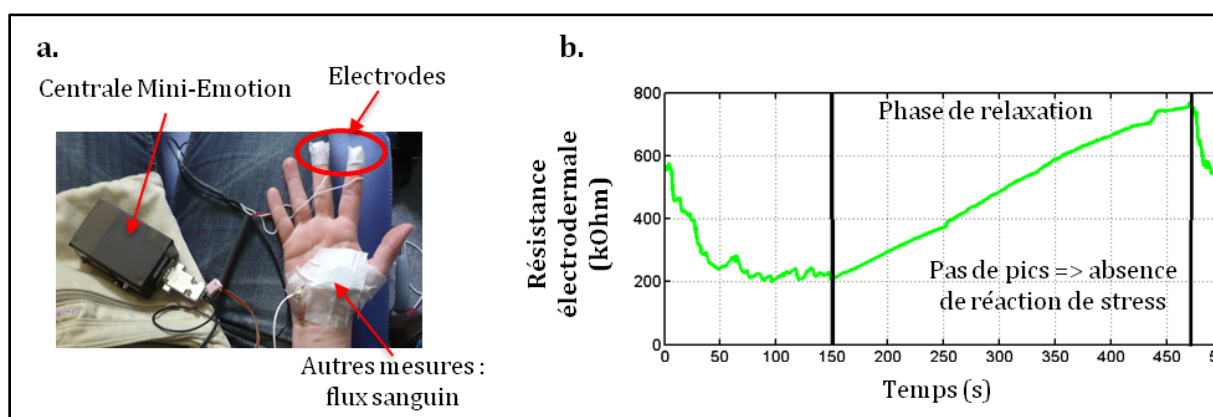 a.
Electrodes
Centrale Mini-Emotion
Autres mesures :
flux sanguin
b.
Résistance
électrodermale
(kOhm)
800
600
400
200
0
Phase de relaxation
Pas de pics => absence
de réaction de stress
0 50 100 150 200 250 300 350 400 450
Temps (s)